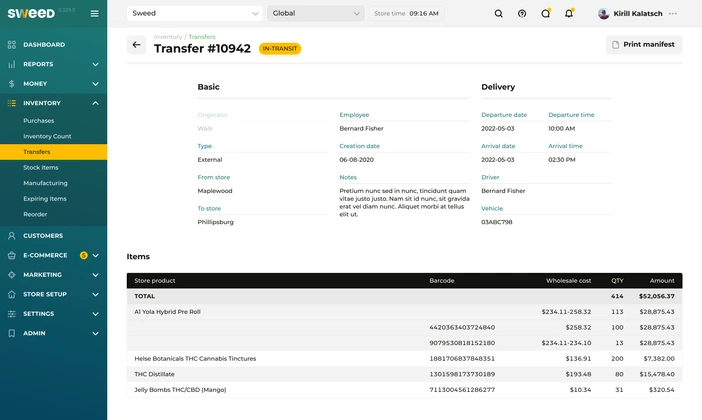 sweed
Sweed
Global
Store time 09:16 AM
Kirill Kalatsch
DASHBOARD
REPORTS
MONEY
INVENTORY
Purchases
Inventory Count
Transfers
Stock Items
Manufacturing
Expiring Items
Reorder
CUSTOMERS
E-COMMERCE 5
MARKETING
STORE SETUP
SETTINGS
ADMIN
Inventory / Transfers
Transfer #10942 IN-TRANSIT
Print manifest
Basic
Originator
Walli
Employee
Bernard Fisher
Type
External
Creation date
06-08-2020
From store
Maplewood
Notes
Pretium nunc sed in nunc, tincidunt quam
vitae justo justo. Nam sit id nunc, sit gravida
erat vel diam nunc. Aliquet morbi at tellus
elit ut.
To store
Phillipsburg
Delivery
Departure date Departure time
2022-05-03 10:00 AM
Arrival date Arrival time
2022-05-03 02:30 PM
Driver
Bernard Fisher
Vehicle
03ABC798
Items
Store product Barcode Wholesale cost QTY Amount
TOTAL 414 $52,056.37
A1 Yola Hybrid Pre Roll $234.11-258.32 113 $28,875.43
4420363403724840 $258.32 100 $28,875.43
9079530818152180 $234.11-234.10 13 $28,875.43
Helse Botanicals THC Cannabis Tinctures 1881706837848351 $136.91 200 $7,382.00
THC Distillate 1301598173730189 $193.48 80 $15,478.40
Jelly Bombs THC/CBD (Mango) 7113004561286277 $10.34 31 $320.54